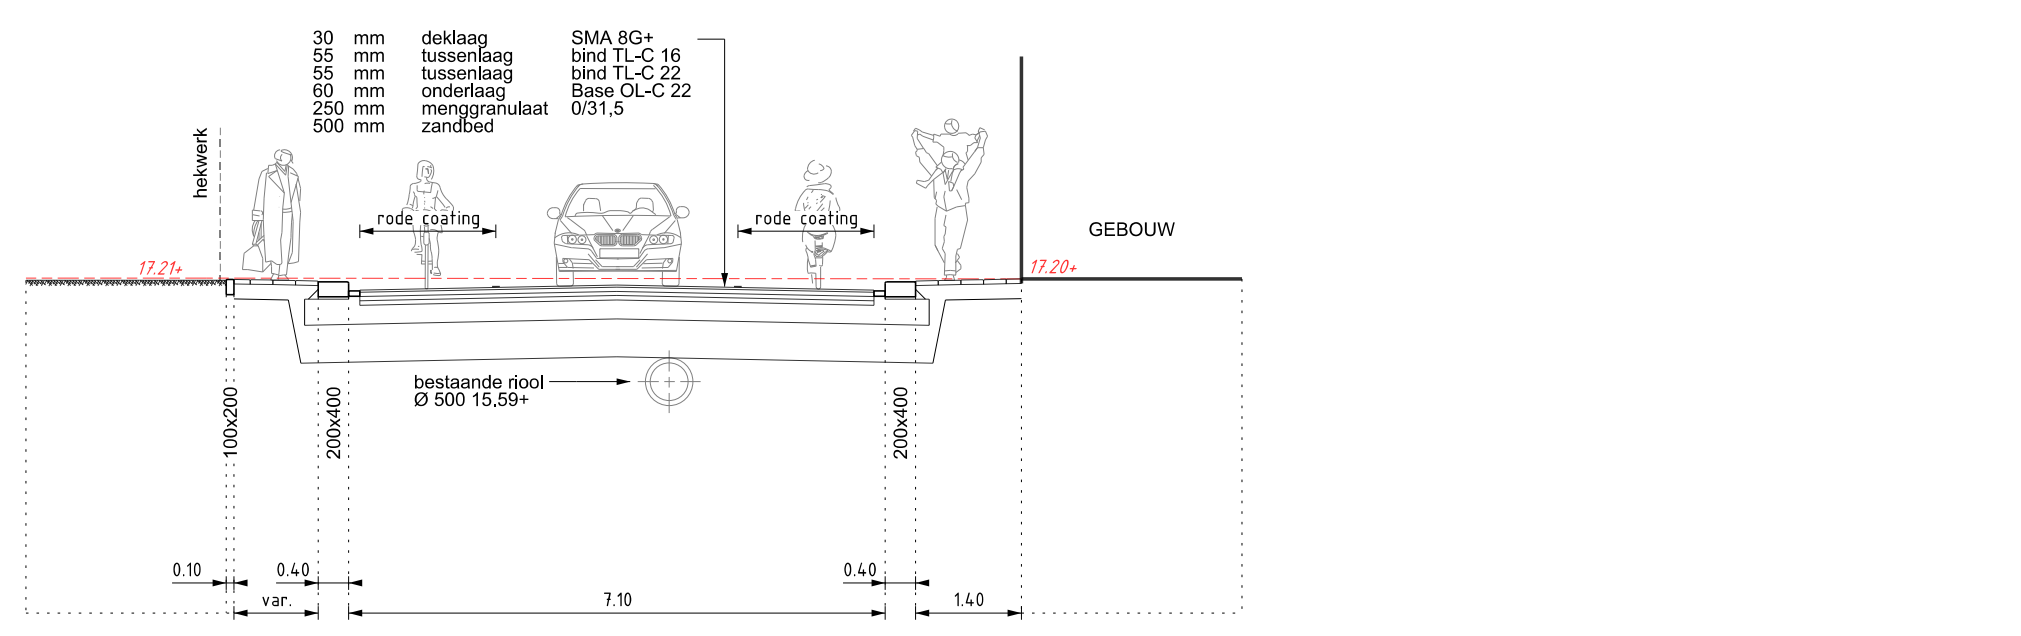 30 mm deklaag SMA 8G+
55 mm tussenlaag bind TL-C 16
55 mm tussenlaag bind TL-C 22
60 mm onderlaag Base OL-C 22
250 mm menggranulaat 0/31,5
500 mm zandbed
hekwerk
rode coating
rode coating
GEBOUW
17.21+
17.20+
bestaande riool
Ø 500 15,59+
100x200
200x400
200x400
0.10
0.40
0.40
var.
7.10
1.40